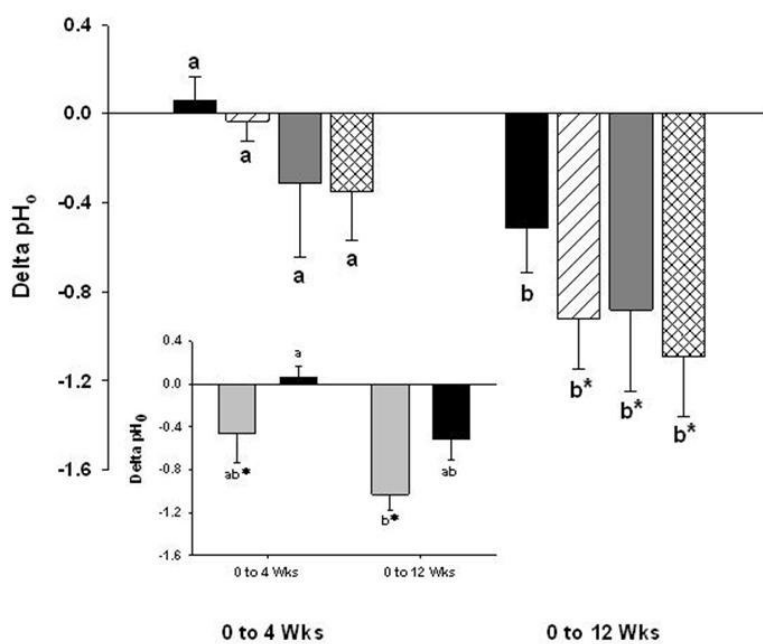 0.4
a
0.0
a
-0.4
a
a
b
-0.8
b*
b*
b*
-1.2
-1.6
Delta pH₀
0.4
a
0.0
-0.4
ab*
ab
-0.8
b*
-1.2
-1.6
Delta pH₀
0 to 4 Wks
0 to 12 Wks
0 to 4 Wks
0 to 12 Wks